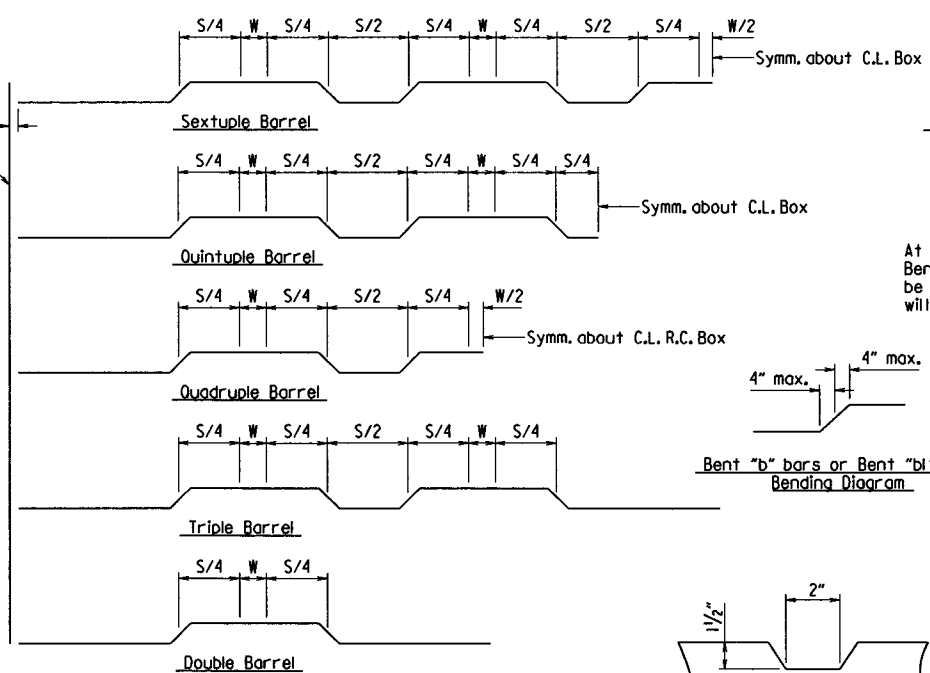 S/4 W S/4 S/2 S/4 W S/4 S/2 S/4 W/2
Symm. about C.L. Box
Sextuple Barrel
S/4 W S/4 S/2 S/4 W S/4 S/4
Symm. about C.L. Box
Quintuple Barrel
At
Ben
be
will
S/4 W S/4 S/2 S/4 W/2
Symm. about C.L. R.C. Box
Quadruple Barrel
4" max.
4" max.
Bent "b" bars or Bent "b1"
Bending Diagram
S/4 W S/4 S/2 S/4 W S/4
Triple Barrel
S/4 W S/4
Double Barrel
2"
1½"